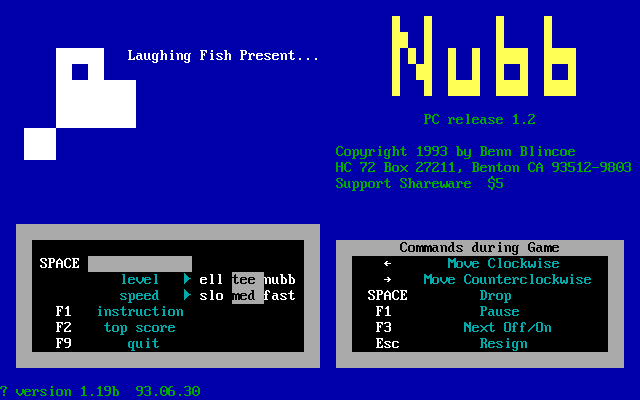 Laughing Fish Present...
Nubb
PC release 1.2
Copyright 1993 by Benn Blincoe
HC 72 Box 27211, Benton CA 93512-9803
Support Shareware $5
SPACE
level ell tee nubb
speed slo med fast
F1 instruction
F2 top score
F9 quit
Commands during Game
← Move Clockwise
→ Move Counterclockwise
SPACE Drop
F1 Pause
F3 Next Off/On
Esc Resign
? version 1.19b 93.06.30